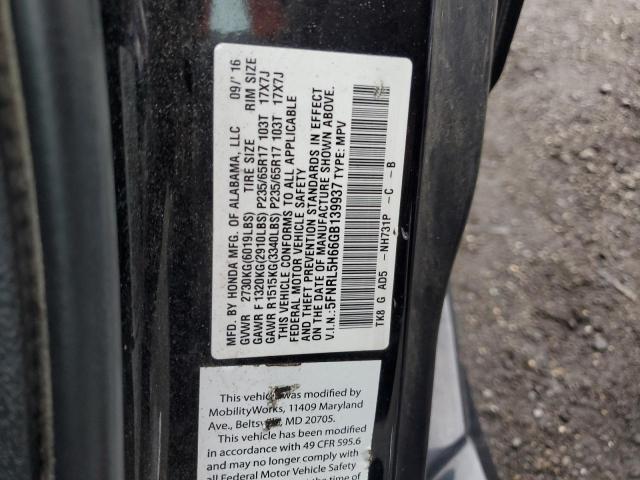 MFD. BY HONDA MFG. OF ALABAMA, LLC 09/'16
GVWR 2730KG(6019LBS) TIRE SIZE RIM SIZE
GAWR F 1320KG(2910LBS) P235/65R17 103T 17X7J
GAWR R 1515KG(3340LBS) P235/65R17 103T 17X7J
THIS VEHICLE CONFORMS TO ALL APPLICABLE
FEDERAL MOTOR VEHICLE SAFETY
AND THEFT PREVENTION STANDARDS IN EFFECT
ON THE DATE OF MANUFACTURE SHOWN ABOVE.
V.I.N.:5FNRL5H66GB139937 TYPE: MPV
TK8 G AD5 -NH731P -C -B
This vehicle was modified by
MobilityWorks, 11409 Maryland
Ave., Beltsville, MD 20705.
This vehicle has been modified
in accordance with 49 CFR 595.6
and may no longer comply with
all Federal Motor Vehicle Safety